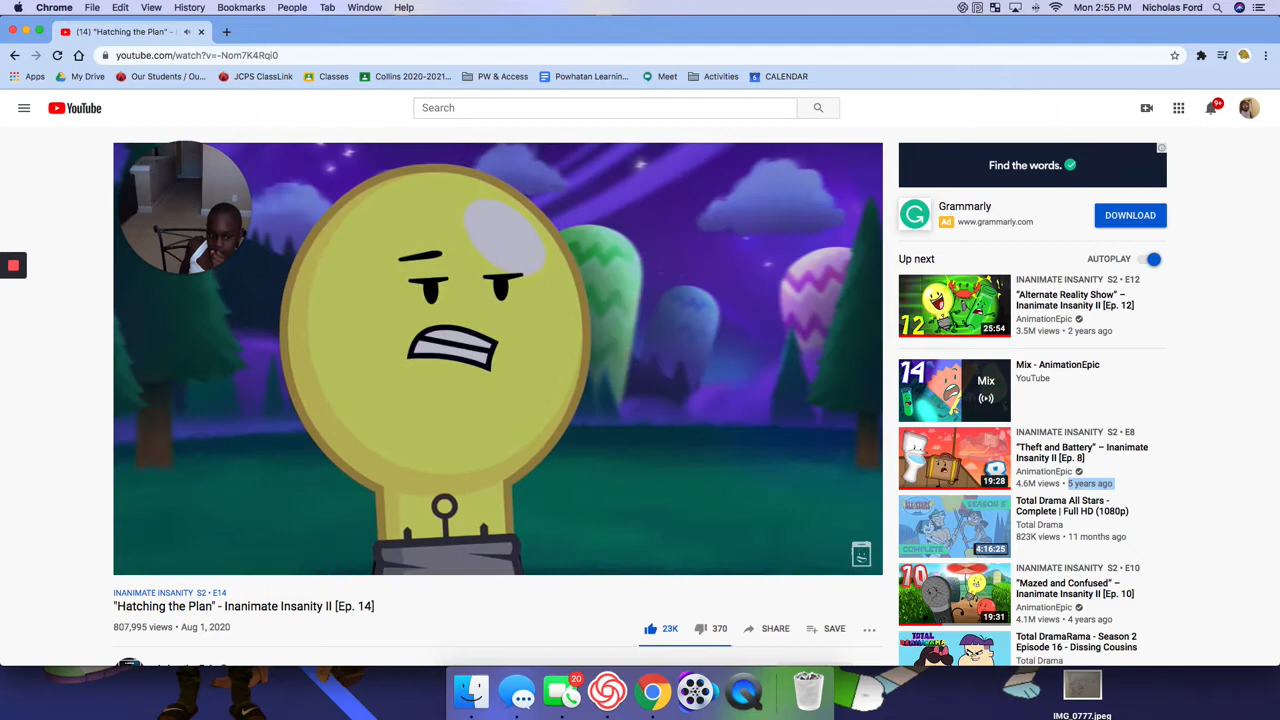 Chrome File Edit View History Bookmarks People Tab Window Help Mon 2:55 PM Nicholas Ford
(14) "Hatching the Plan" -
youtube.com/watch?v=-Nom7K4Rqi0
Apps My Drive Our Students / Ou... JCPS ClassLink Classes Collins 2020-2021... PW & Access Powhatan Learnin... Meet Activities 6 CALENDAR
YouTube Search 9+
Find the words.
Grammarly
Ad www.grammarly.com
DOWNLOAD
Up next AUTOPLAY
12
25:54
INANIMATE INSANITY S2 • E12
"Alternate Reality Show" –
Inanimate Insanity II [Ep. 12]
AnimationEpic
3.5M views • 2 years ago
14
Mix
Mix - AnimationEpic
YouTube
19:28
INANIMATE INSANITY S2 • E8
"Theft and Battery" – Inanimate
Insanity II [Ep. 8]
AnimationEpic
4.6M views • 5 years ago
ALL-STARS
SEASON 5
COMPLETE
4:16:25
Total Drama All Stars -
Complete | Full HD (1080p)
Total Drama
823K views • 11 months ago
10
19:31
INANIMATE INSANITY S2 • E10
"Mazed and Confused" –
Inanimate Insanity II [Ep. 10]
AnimationEpic
4.1M views • 4 years ago
TOTAL
DRAMARAMA
Total DramaRama - Season 2
Episode 16 - Dissing Cousins
Total Drama
INANIMATE INSANITY S2 • E14
"Hatching the Plan" - Inanimate Insanity II [Ep. 14]
807,995 views • Aug 1, 2020
23K 370 SHARE SAVE
20
IMG_0777.jpeg